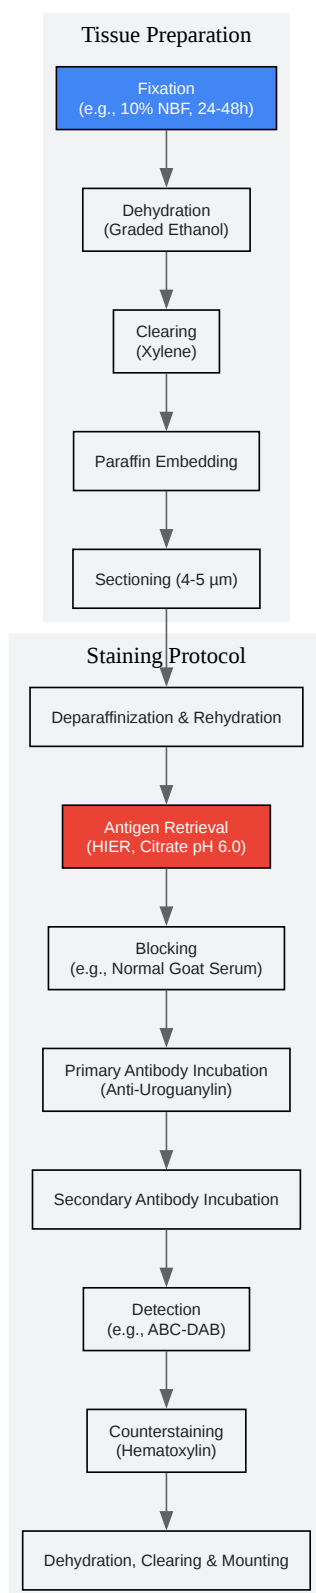 Tissue Preparation
Fixation
(e.g., 10% NBF, 24-48h)
Dehydration
(Graded Ethanol)
Clearing
(Xylene)
Paraffin Embedding
Sectioning (4-5 µm)
Staining Protocol
Deparaffinization & Rehydration
Antigen Retrieval
(HIER, Citrate pH 6.0)
Blocking
(e.g., Normal Goat Serum)
Primary Antibody Incubation
(Anti-Uroguanylin)
Secondary Antibody Incubation
Detection
(e.g., ABC-DAB)
Counterstaining
(Hematoxylin)
Dehydration, Clearing & Mounting